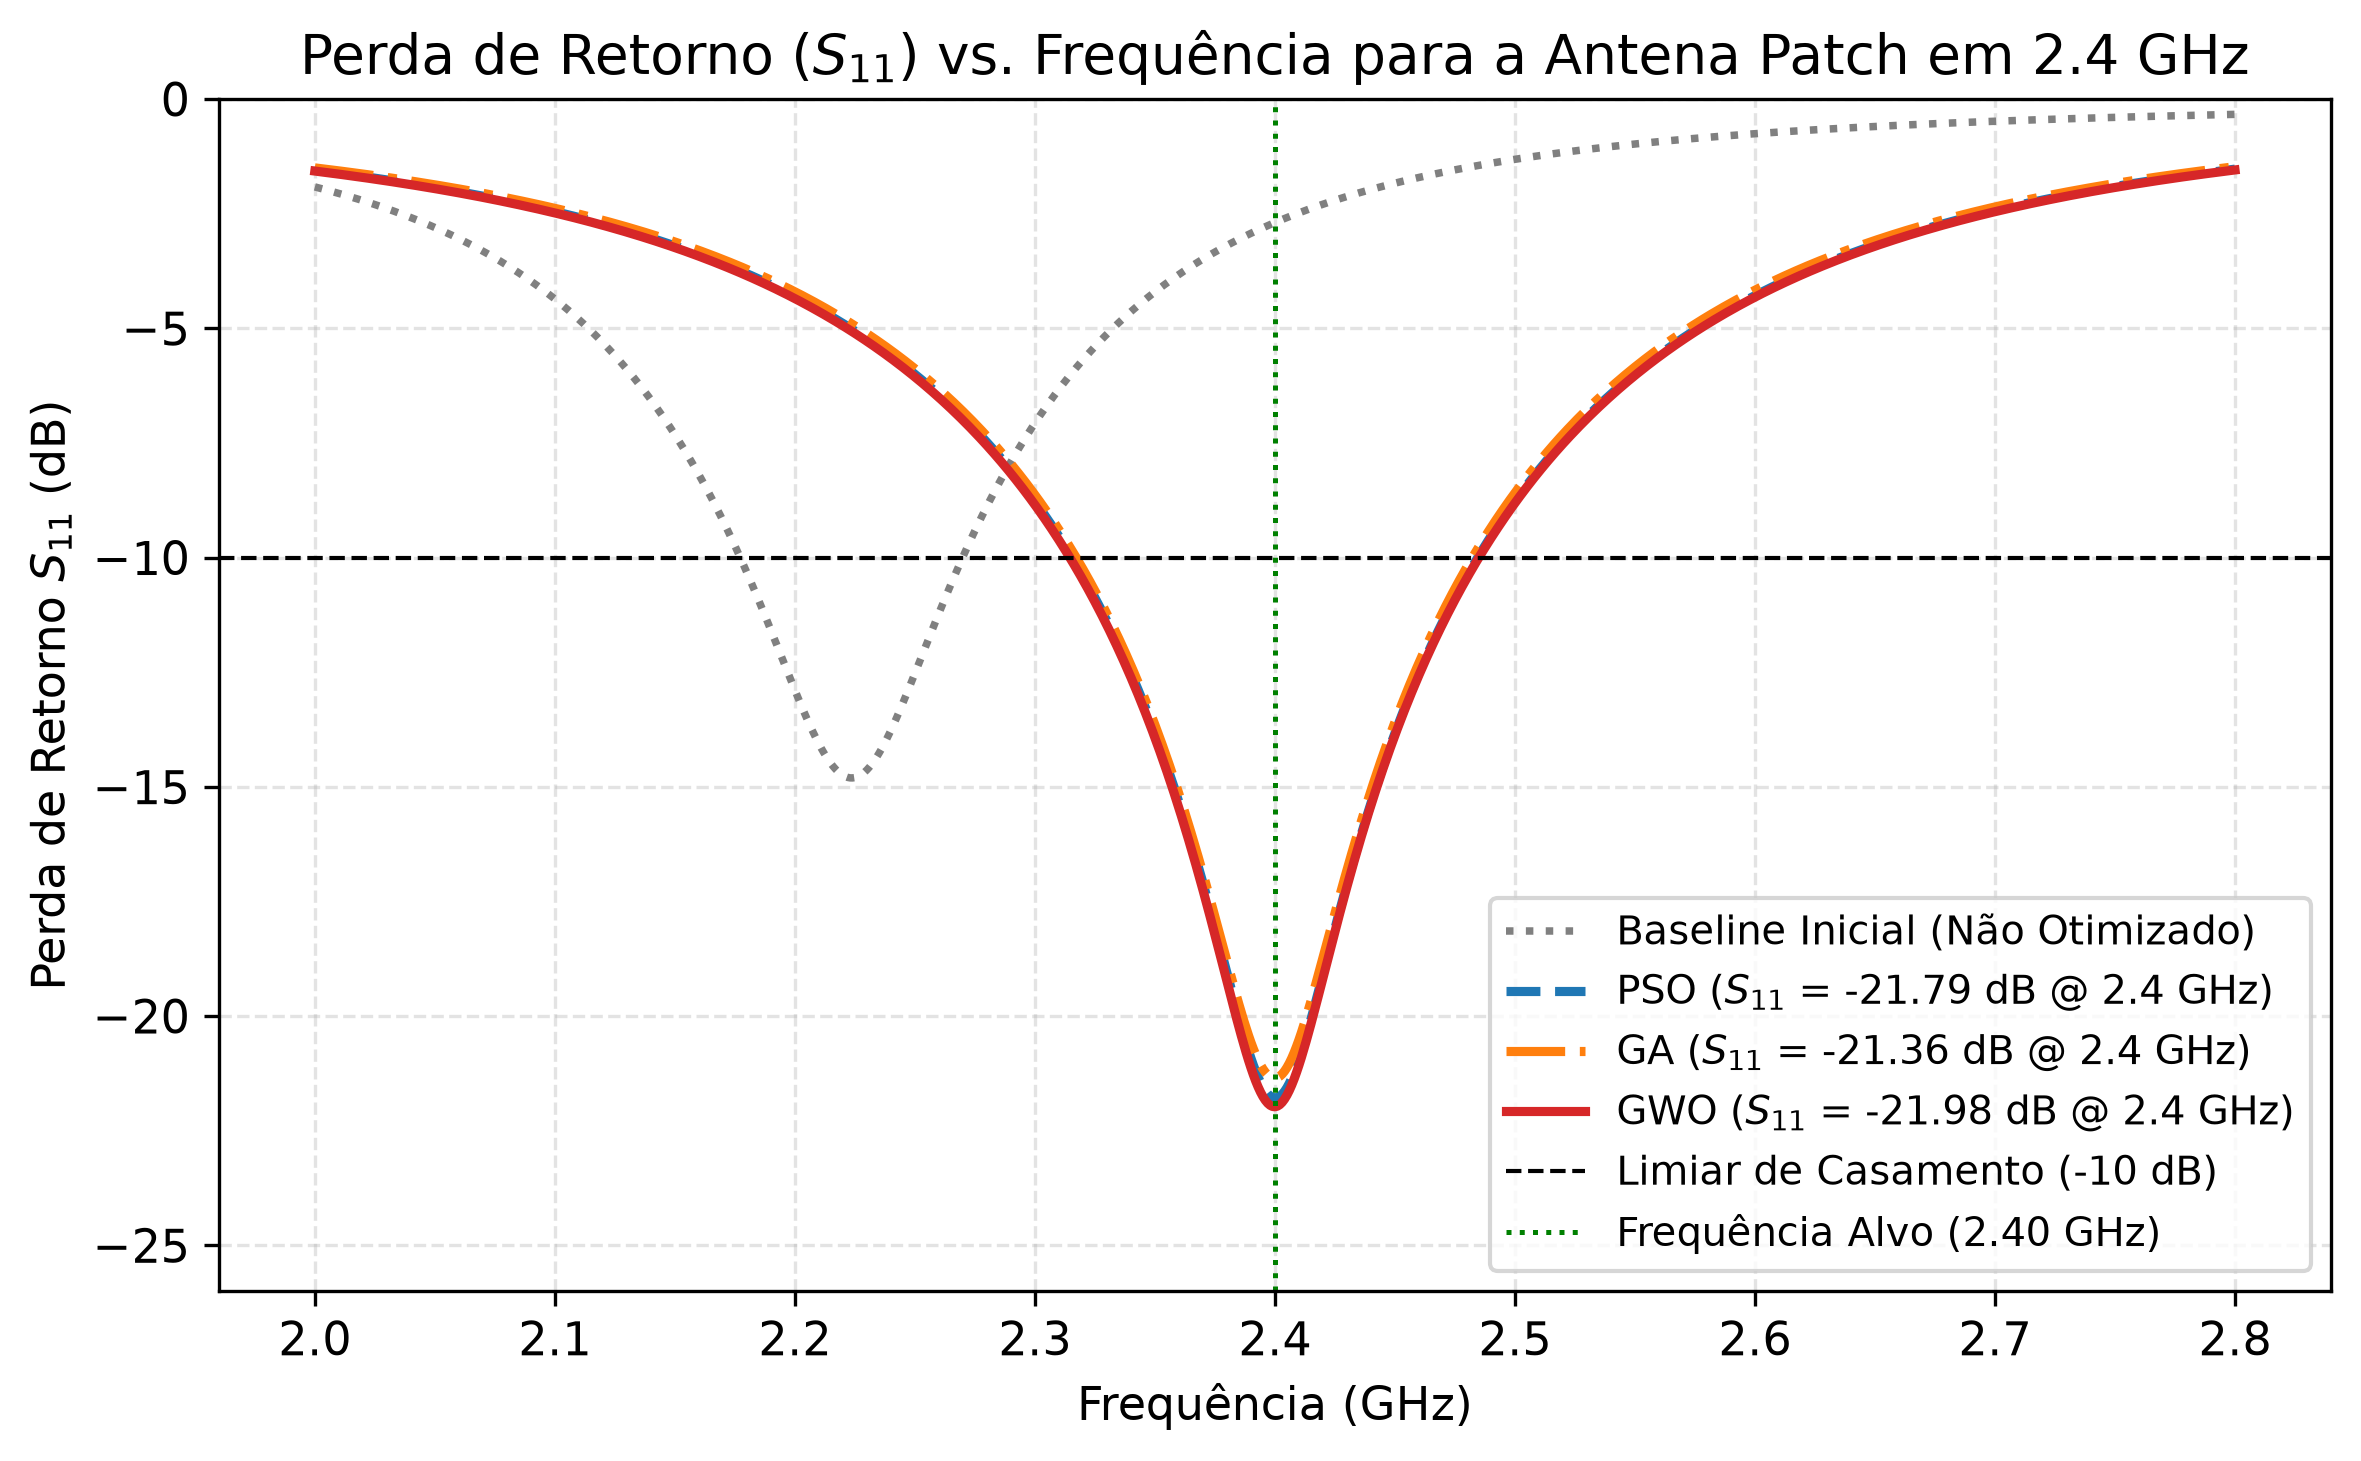 Perda de Retorno (S₁₁) vs. Frequência para a Antena Patch em 2.4 GHz
Perda de Retorno S₁₁ (dB)
0
−5
−10
−15
−20
−25
Baseline Inicial (Não Otimizado)
PSO (S₁₁ = -21.79 dB @ 2.4 GHz)
GA (S₁₁ = -21.36 dB @ 2.4 GHz)
GWO (S₁₁ = -21.98 dB @ 2.4 GHz)
Limiar de Casamento (-10 dB)
Frequência Alvo (2.40 GHz)
2.0 2.1 2.2 2.3 2.4 2.5 2.6 2.7 2.8
Frequência (GHz)